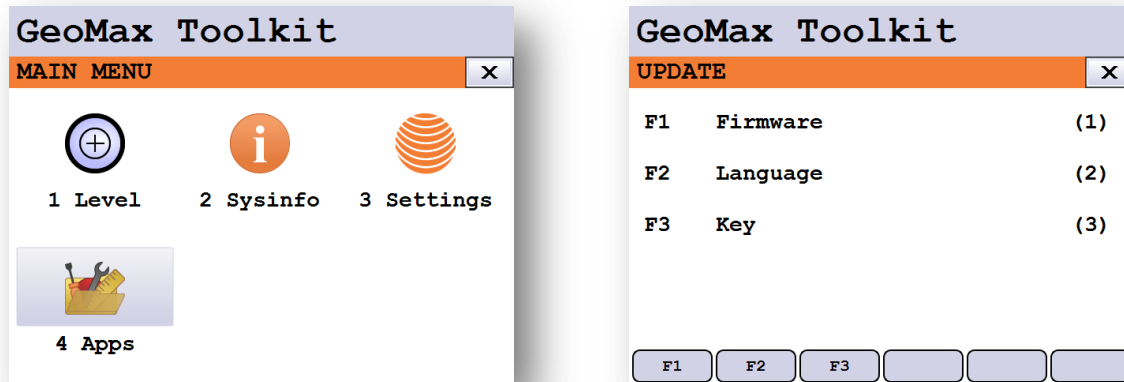 GeoMax Toolkit
MAIN MENU X
1 Level 2 Sysinfo 3 Settings
4 Apps
GeoMax Toolkit
UPDATE X
F1 Firmware (1)
F2 Language (2)
F3 Key (3)
F1 F2 F3